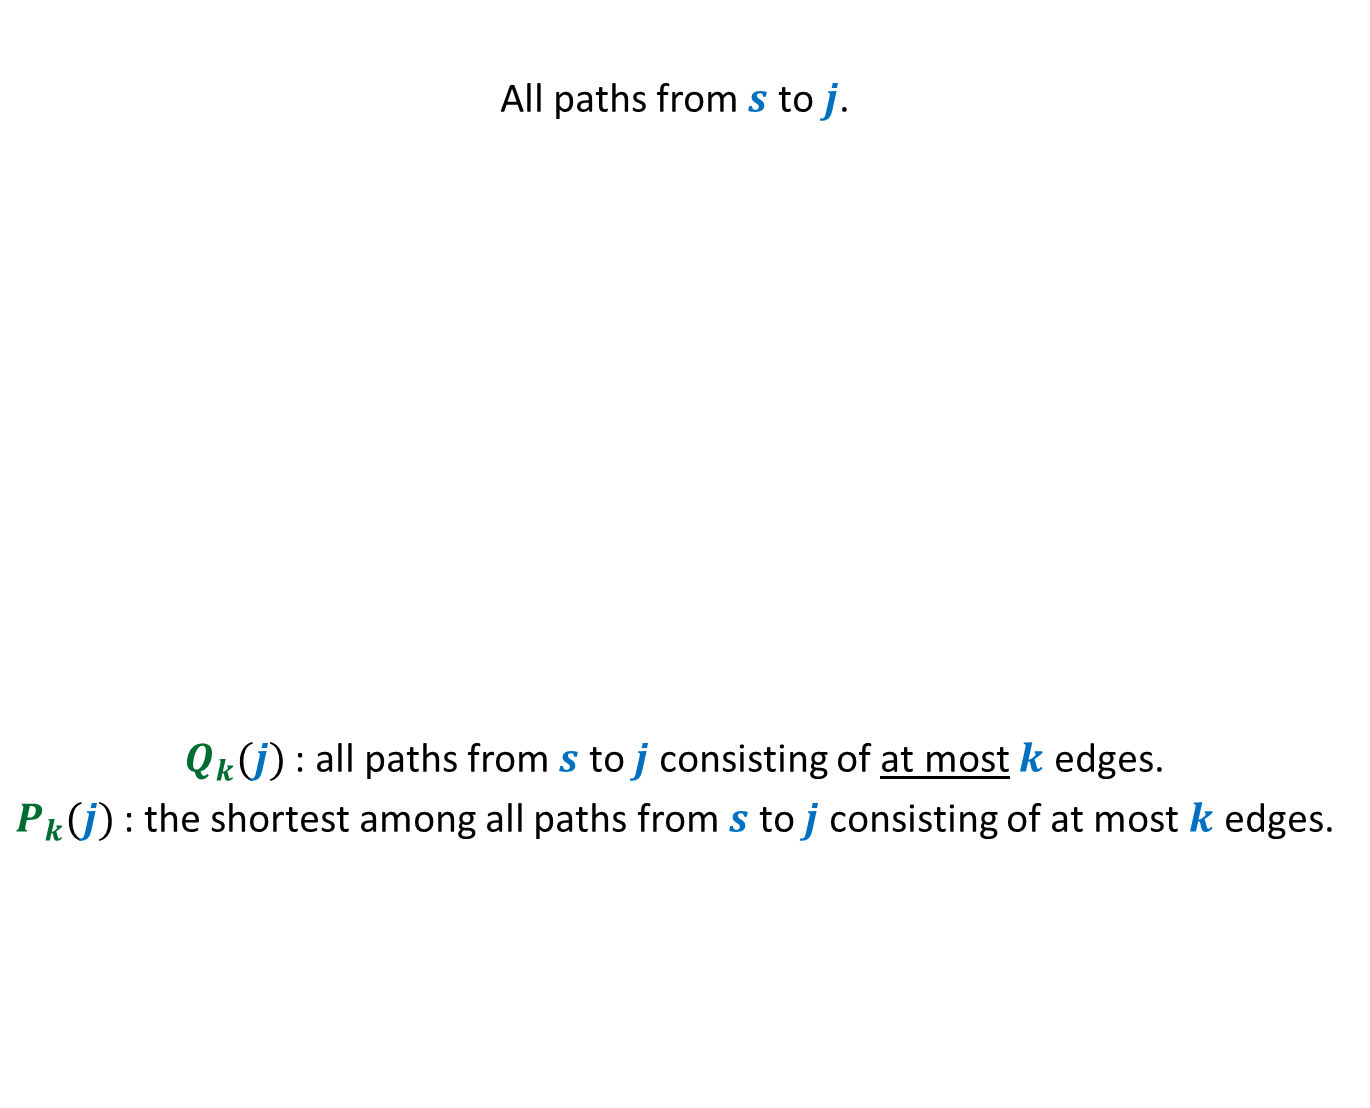 All paths from s to j.
Qₖ(j) : all paths from s to j consisting of at most k edges.
Pₖ(j) : the shortest among all paths from s to j consisting of at most k edges.